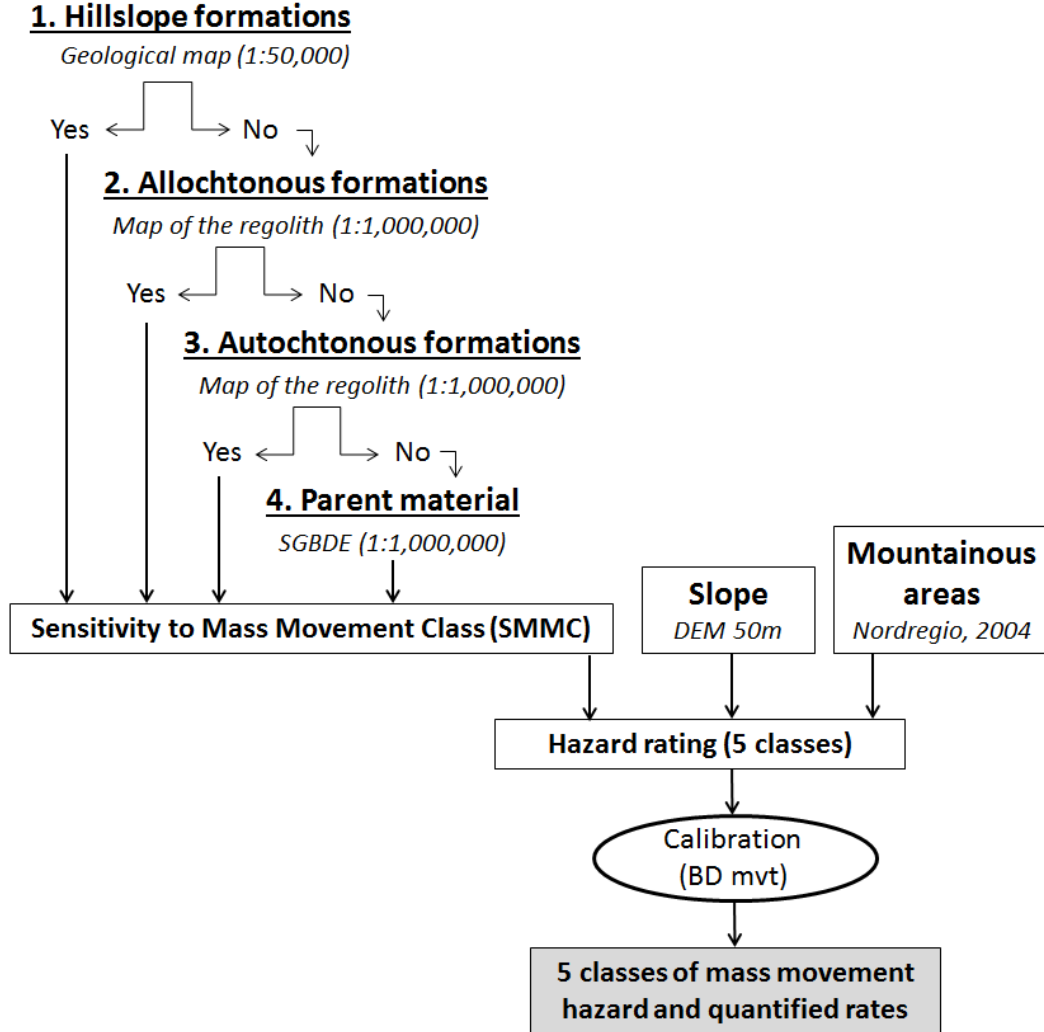 1. Hillslope formations
Geological map (1:50,000)
Yes
No
2. Allochtonous formations
Map of the regolith (1:1,000,000)
Yes
No
3. Autochtonous formations
Map of the regolith (1:1,000,000)
Yes
No
4. Parent material
SGBDE (1:1,000,000)
Sensitivity to Mass Movement Class (SMMC)
Slope
DEM 50m
Mountainous
areas
Nordregio, 2004
Hazard rating (5 classes)
Calibration
(BD mvt)
5 classes of mass movement
hazard and quantified rates